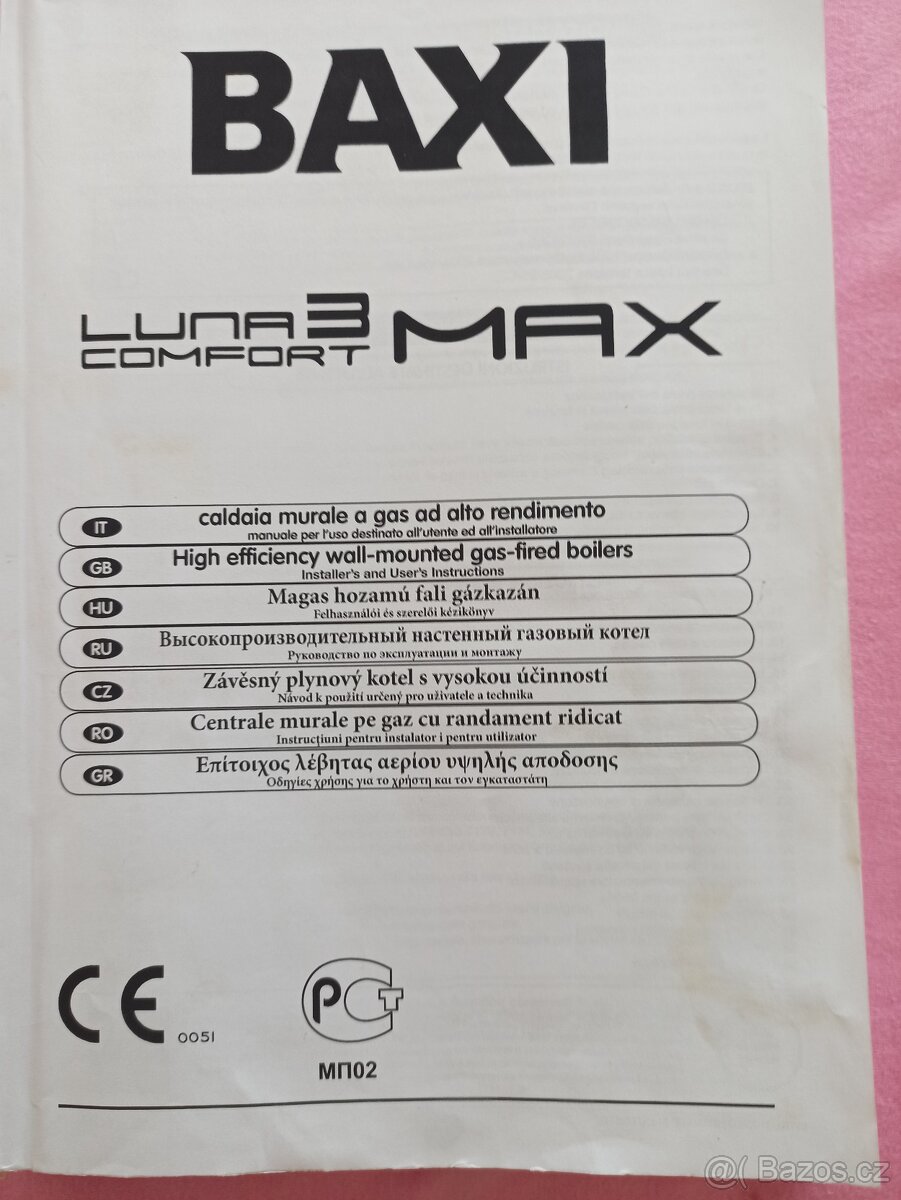 BAXI
LUNA3 COMFORT MAX
IT caldaia murale a gas ad alto rendimento
manuale per l'uso destinato all'utente ed all'installatore
GB High efficiency wall-mounted gas-fired boilers
Installer's and User's Instructions
HU Magas hozamú fali gázkazán
Felhasználói és szerelői kézikönyv
RU Высокопроизводительный настенный газовый котел
Руководство по эксплуатации и монтажу
CZ Závěsný plynový kotel s vysokou účinností
Návod k použití určený pro uživatele a technika
RO Centrale murale pe gaz cu randament ridicat
Instrucţiuni pentru instalator i pentru utilizator
GR Επίτοιχος λέβητας αερίου υψηλής αποδοσης
Οδηγίες χρήσης για το χρήστη και τον εγκαταστάτη
CE 0051
РСТ
МП02
@( Bazos.cz